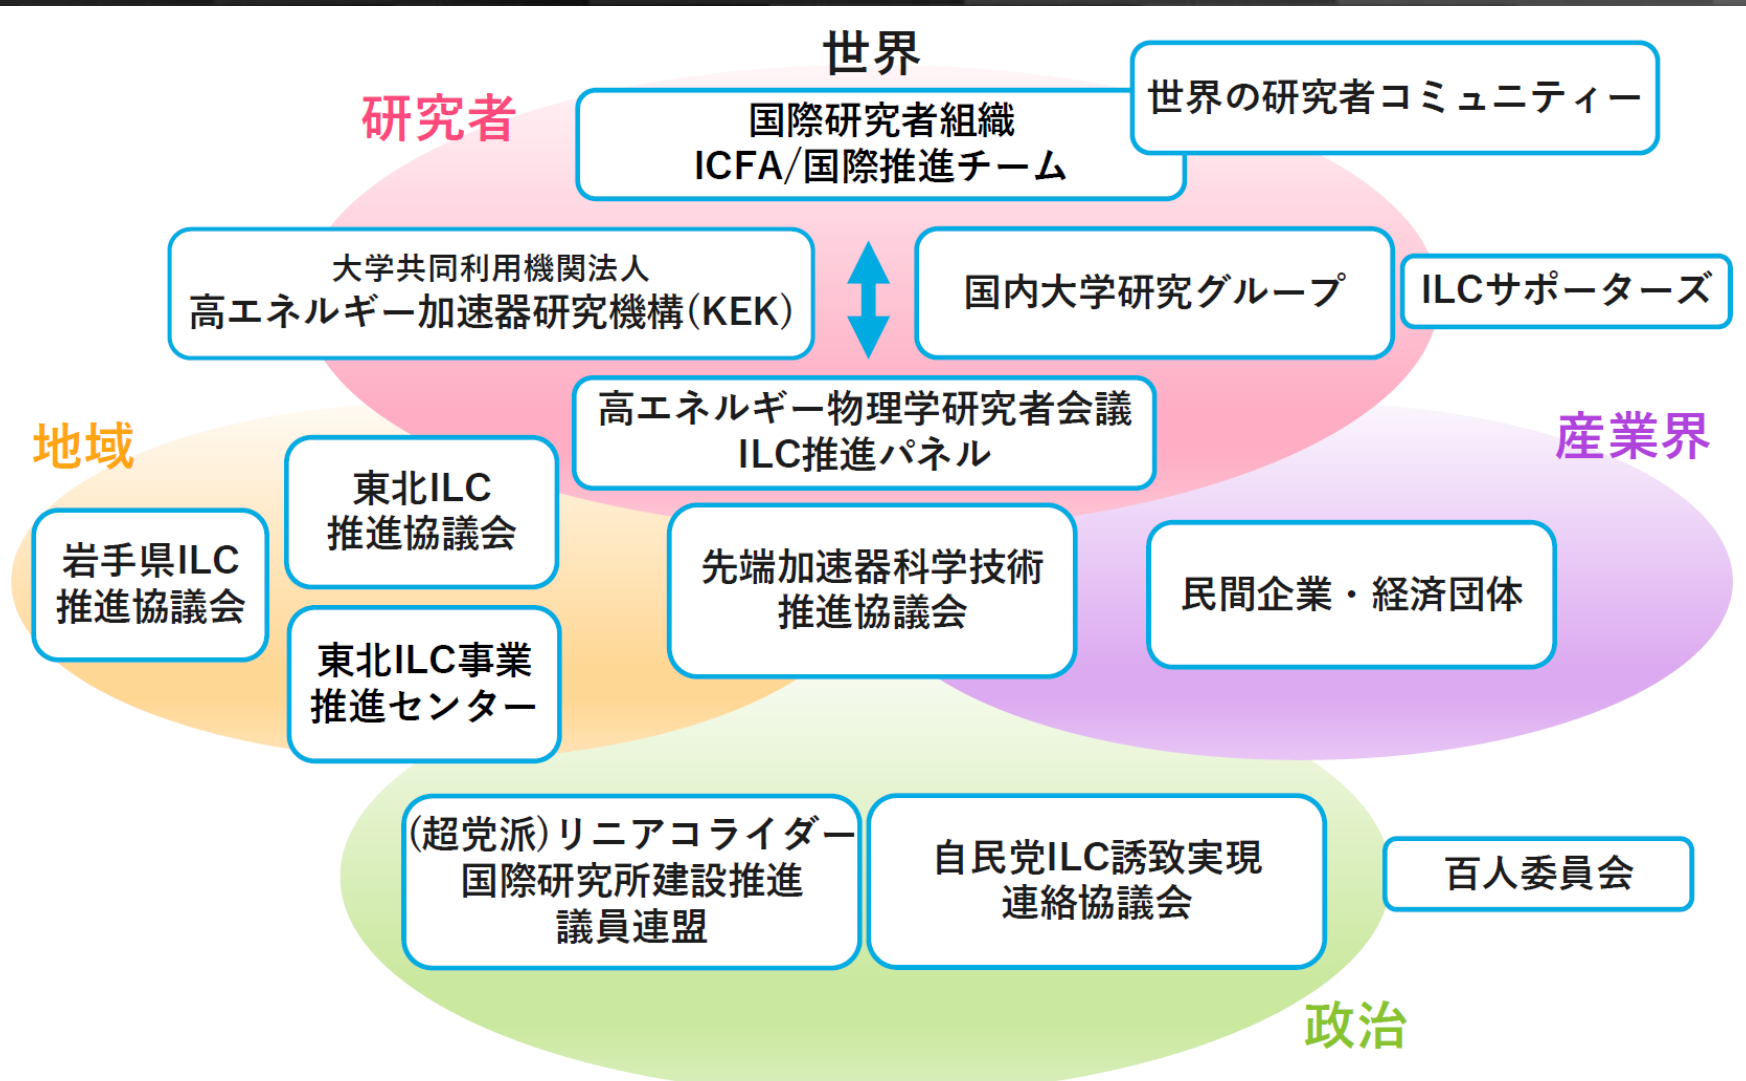 世界
世界の研究者コミュニティー
研究者
国際研究者組織
ICFA/国際推進チーム
大学共同利用機関法人
高エネルギー加速器研究機構(KEK)
国内大学研究グループ
ILCサポーターズ
高エネルギー物理学研究者会議
ILC推進パネル
地域
産業界
東北ILC
推進協議会
岩手県ILC
推進協議会
先端加速器科学技術
推進協議会
民間企業・経済団体
東北ILC事業
推進センター
(超党派)リニアコライダー
国際研究所建設推進
議員連盟
自民党ILC誘致実現
連絡協議会
百人委員会
政治